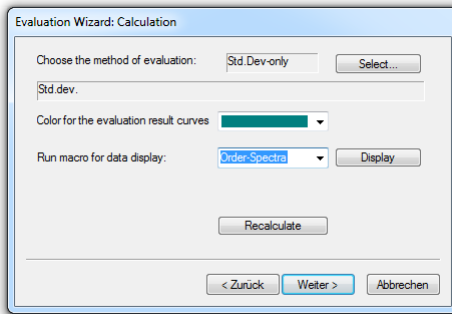 Evaluation Wizard: Calculation
Choose the method of evaluation: Std.Dev-only Select...
Std.dev.
Color for the evaluation result curves
Run macro for data display: Order-Spectra Display
Recalculate
< Zurück Weiter > Abbrechen